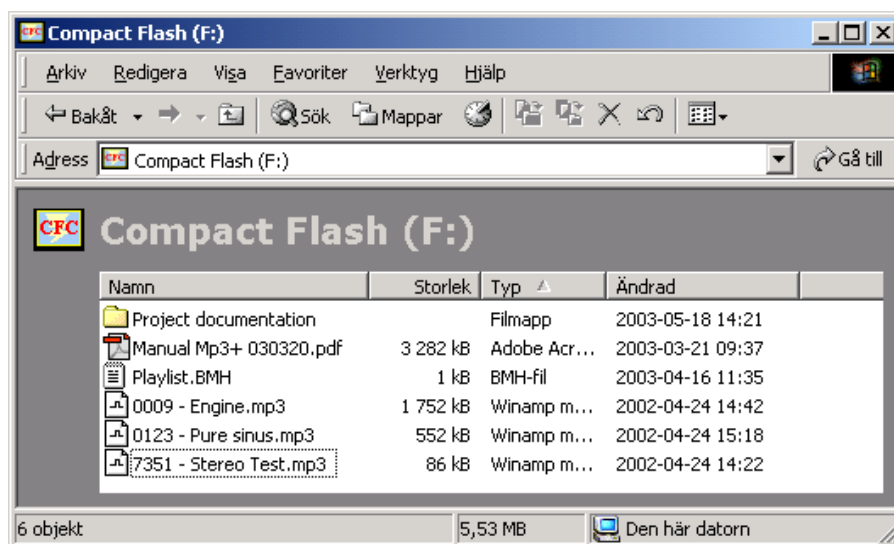 Compact Flash (F:)
Arkiv Redigera Visa Favoriter Verktyg Hjälp
Bakåt Sök Mappar
Adress CFC Compact Flash (F:) Gå till
CFC Compact Flash (F:)
Namn Storlek Typ Ändrad
Project documentation Filmapp 2003-05-18 14:21
Manual Mp3+ 030320.pdf 3 282 kB Adobe Acr... 2003-03-21 09:37
Playlist.BMH 1 kB BMH-fil 2003-04-16 11:35
0009 - Engine.mp3 1 752 kB Winamp m... 2002-04-24 14:42
0123 - Pure sinus.mp3 552 kB Winamp m... 2002-04-24 15:18
7351 - Stereo Test.mp3 86 kB Winamp m... 2002-04-24 14:22
6 objekt 5,53 MB Den här datorn